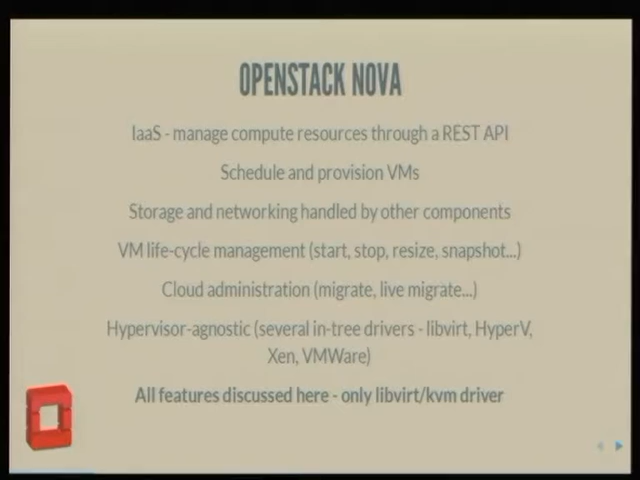 OPENSTACK NOVA
IaaS - manage compute resources through a REST API
Schedule and provision VMs
Storage and networking handled by other components
VM life-cycle management (start, stop, resize, snapshot...)
Cloud administration (migrate, live migrate...)
Hypervisor-agnostic (several in-tree drivers - libvirt, HyperV,
Xen, VMWare)
All features discussed here - only libvirt/kvm driver